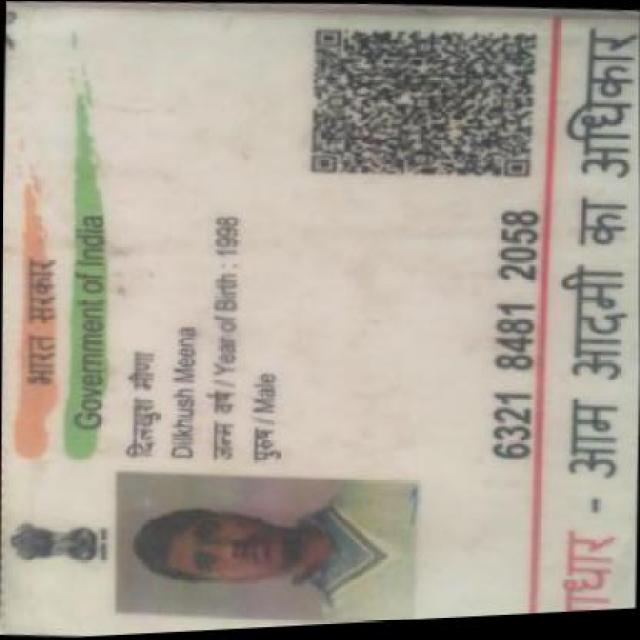 भारत सरकार
Government of India
दिलखुश मीणा
Dilkhush Meena
जन्म वर्ष / Year of Birth : 1998
पुरुष / Male
6321 8481 2058
ाधार - आम आदमी का अधिकार